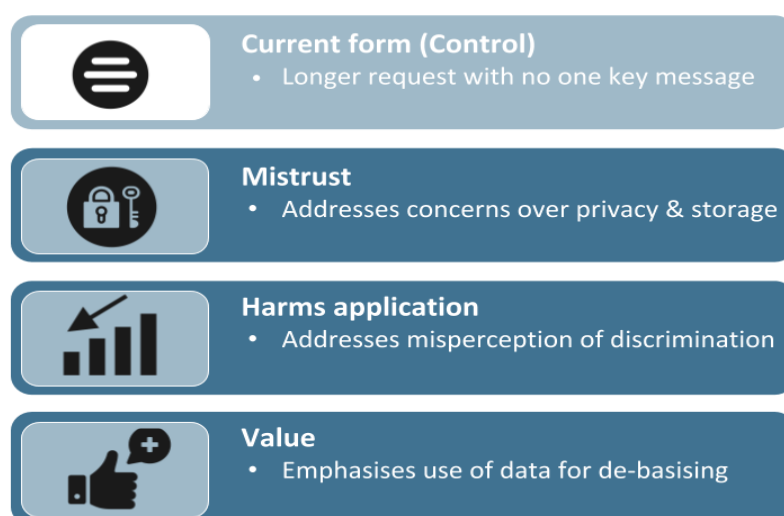 Current form (Control)
• Longer request with no one key message
Mistrust
• Addresses concerns over privacy & storage
Harms application
• Addresses misperception of discrimination
Value
• Emphasises use of data for de-basising